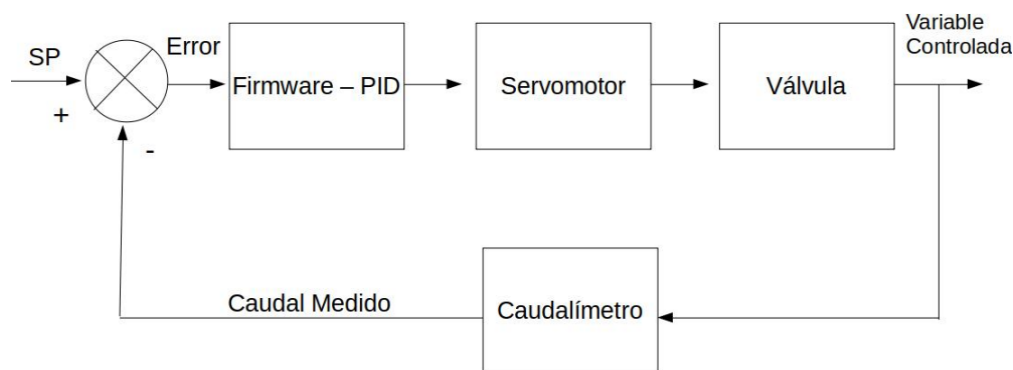 SP
+
-
Error
Firmware – PID
Servomotor
Válvula
Variable
Controlada
Caudal Medido
Caudalímetro